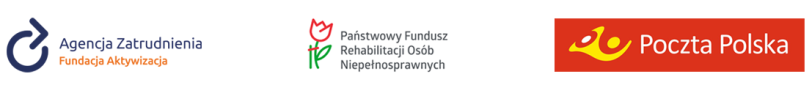 Agencja Zatrudnienia
Fundacja Aktywizacja
Państwowy Fundusz
Rehabilitacji Osób
Niepełnosprawnych
Poczta Polska